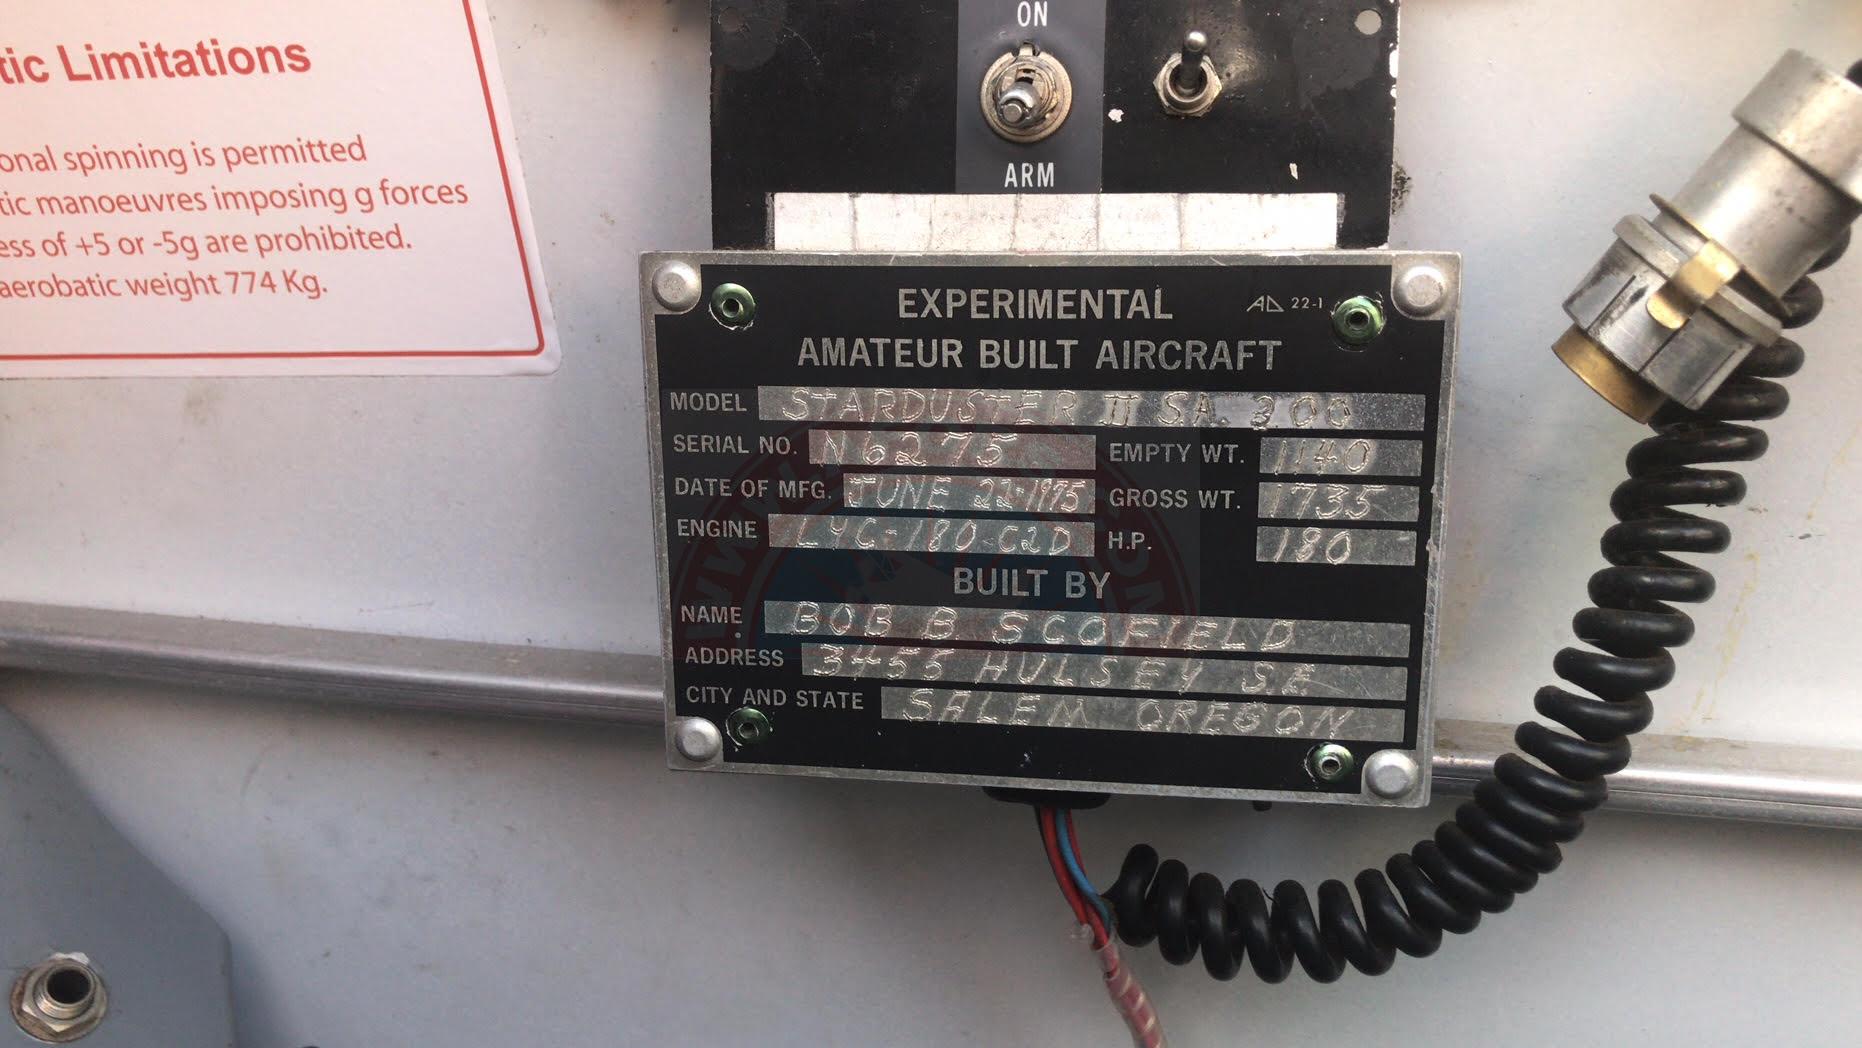 tic Limitations
onal spinning is permitted
tic manoeuvres imposing g forces
ess of +5 or -5g are prohibited.
aerobatic weight 774 Kg.
ON
ARM
EXPERIMENTAL AD 22-1
AMATEUR BUILT AIRCRAFT
MODEL STARDUSTER II SA. 300
SERIAL NO. N6275 EMPTY WT. 1140
DATE OF MFG. JUNE 22-1975 GROSS WT. 1735
ENGINE LYC-180 C2D H.P. 180
BUILT BY
NAME BOB B SCOFIELD
ADDRESS 3455 HULSEY S.E
CITY AND STATE SALEM OREGON